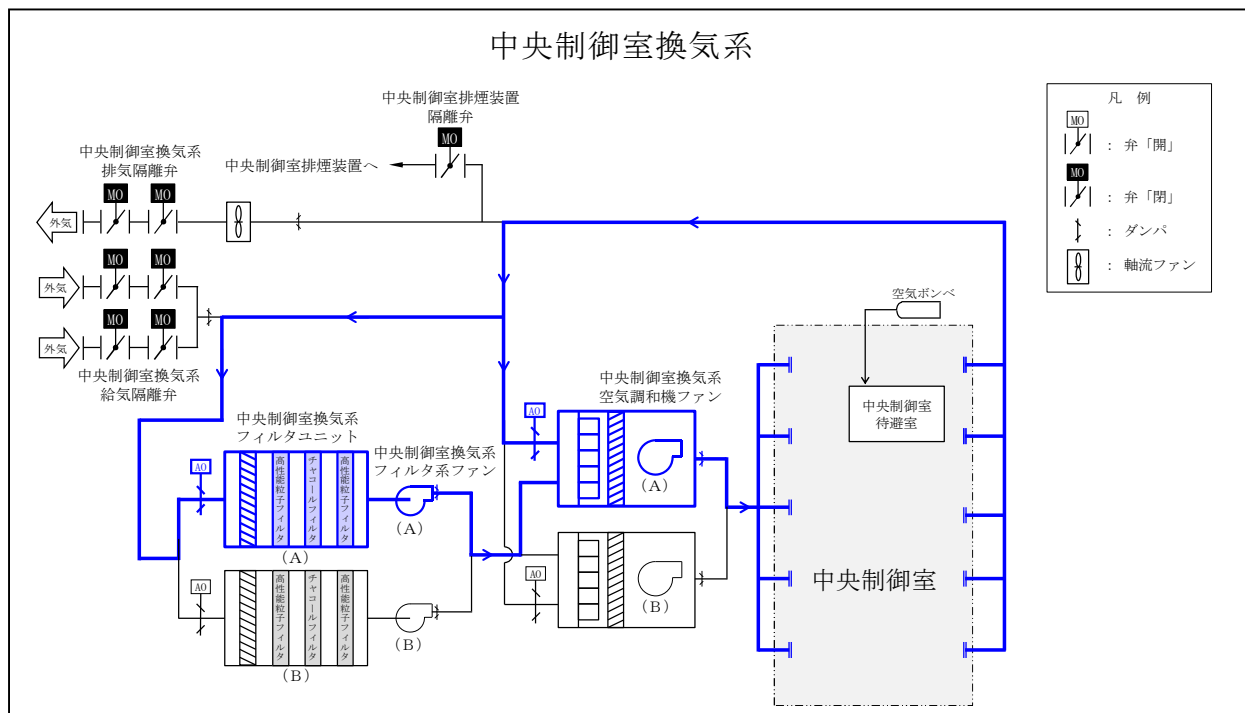 中央制御室換気系
中央制御室排煙装置
隔離弁
MO
中央制御室排煙装置へ
中央制御室換気系
排気隔離弁
MO MO
外気
MO MO
外気
MO MO
外気
中央制御室換気系
給気隔離弁
凡 例
MO
： 弁「開」
MO
： 弁「閉」
： ダンパ
： 軸流ファン
空気ボンベ
中央制御室
待避室
中央制御室
中央制御室換気系
空気調和機ファン
AO
(A)
AO
(B)
中央制御室換気系
フィルタユニット
AO
高性能粒子フィルタ
チャコールフィルタ
高性能粒子フィルタ
(A)
中央制御室換気系
フィルタ系ファン
(A)
AO
高性能粒子フィルタ
チャコールフィルタ
高性能粒子フィルタ
(B)
(B)